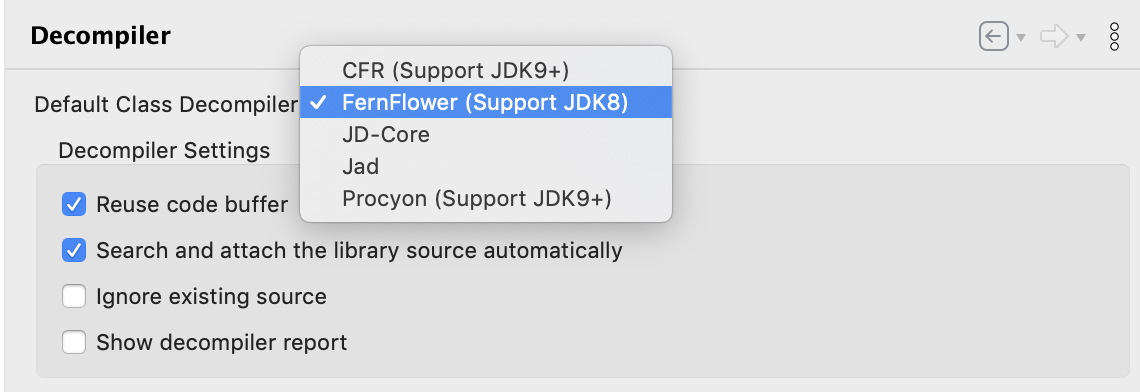 Decompiler
Default Class Decompiler
CFR (Support JDK9+)
FernFlower (Support JDK8)
JD-Core
Jad
Procyon (Support JDK9+)
Decompiler Settings
Reuse code buffer
Search and attach the library source automatically
Ignore existing source
Show decompiler report